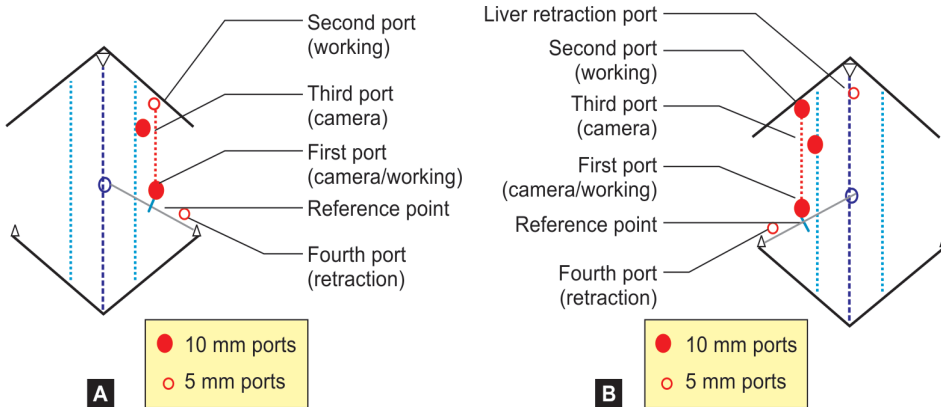 Second port
(working)
Third port
(camera)
First port
(camera/working)
Reference point
Fourth port
(retraction)
10 mm ports
5 mm ports
A
Liver retraction port
Second port
(working)
Third port
(camera)
First port
(camera/working)
Reference point
Fourth port
(retraction)
10 mm ports
5 mm ports
B